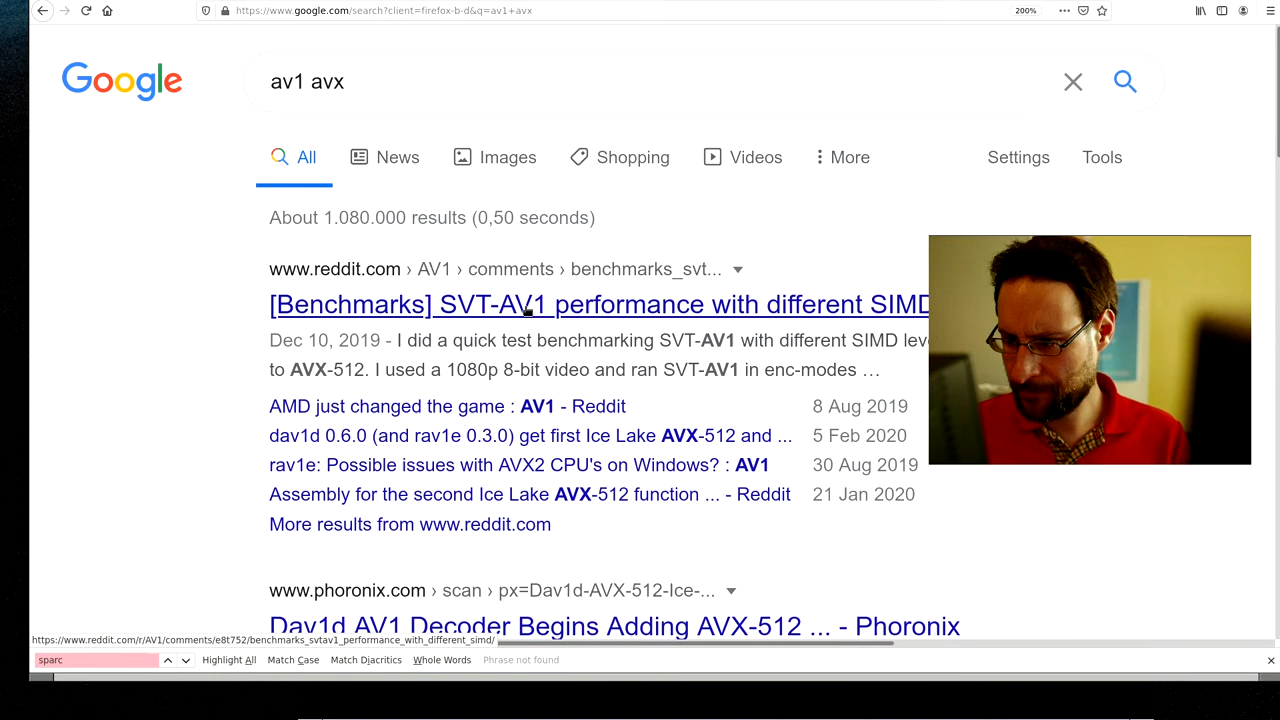 https://www.google.com/search?client=firefox-b-d&q=av1+avx
200%
Google
av1 avx
All News Images Shopping Videos More Settings Tools
About 1.080.000 results (0,50 seconds)
www.reddit.com › AV1 › comments › benchmarks_svt...
[Benchmarks] SVT-AV1 performance with different SIMD
Dec 10, 2019 - I did a quick test benchmarking SVT-AV1 with different SIMD leve
to AVX-512. I used a 1080p 8-bit video and ran SVT-AV1 in enc-modes …
AMD just changed the game : AV1 - Reddit 8 Aug 2019
dav1d 0.6.0 (and rav1e 0.3.0) get first Ice Lake AVX-512 and ... 5 Feb 2020
rav1e: Possible issues with AVX2 CPU's on Windows? : AV1 30 Aug 2019
Assembly for the second Ice Lake AVX-512 function ... - Reddit 21 Jan 2020
More results from www.reddit.com
www.phoronix.com › scan › px=Dav1d-AVX-512-Ice-...
Dav1d AV1 Decoder Begins Adding AVX-512 ... - Phoronix
https://www.reddit.com/r/AV1/comments/e8t752/benchmarks_svtav1_performance_with_different_simd/
sparc Highlight All Match Case Match Diacritics Whole Words Phrase not found